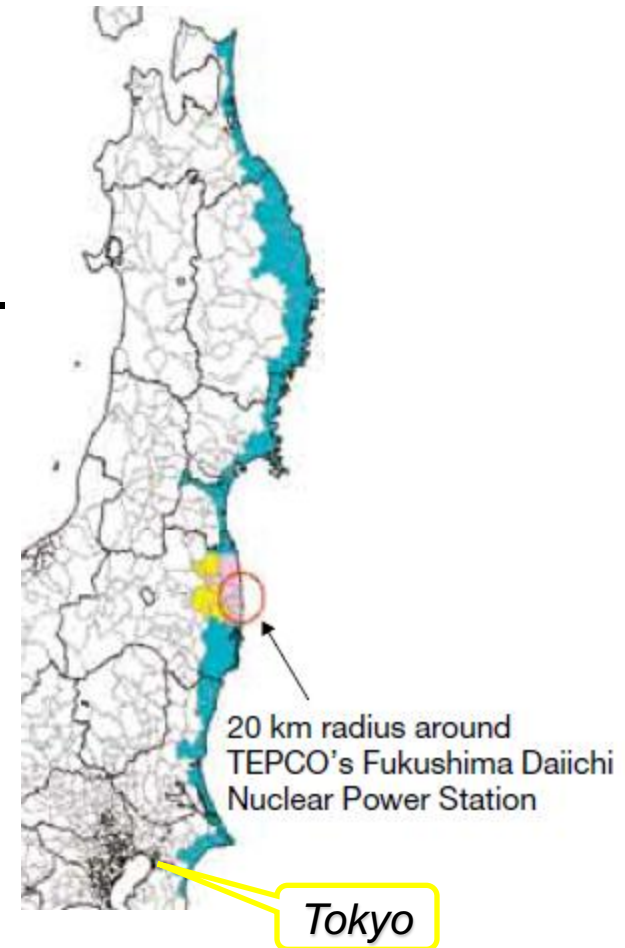 20 km radius around
TEPCO's Fukushima Daiichi
Nuclear Power Station
Tokyo